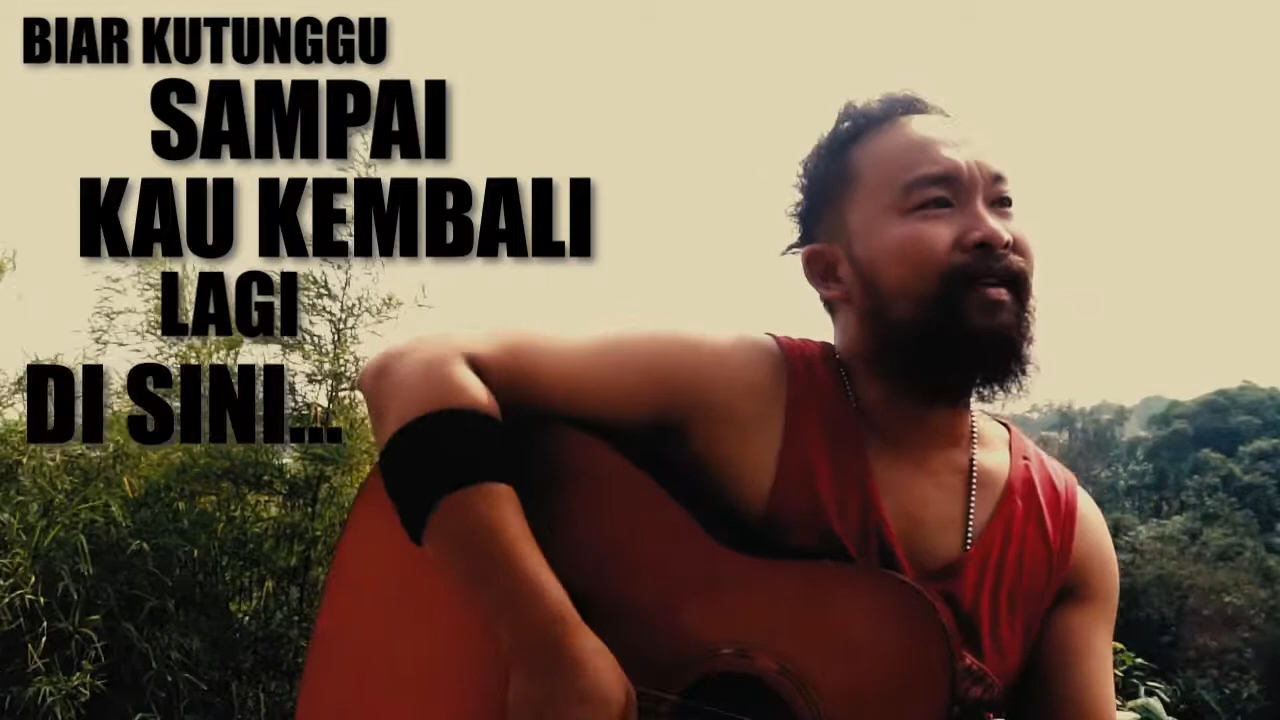 BIAR KUTUNGGU
SAMPAI
KAU KEMBALI
LAGI
DI SINI...